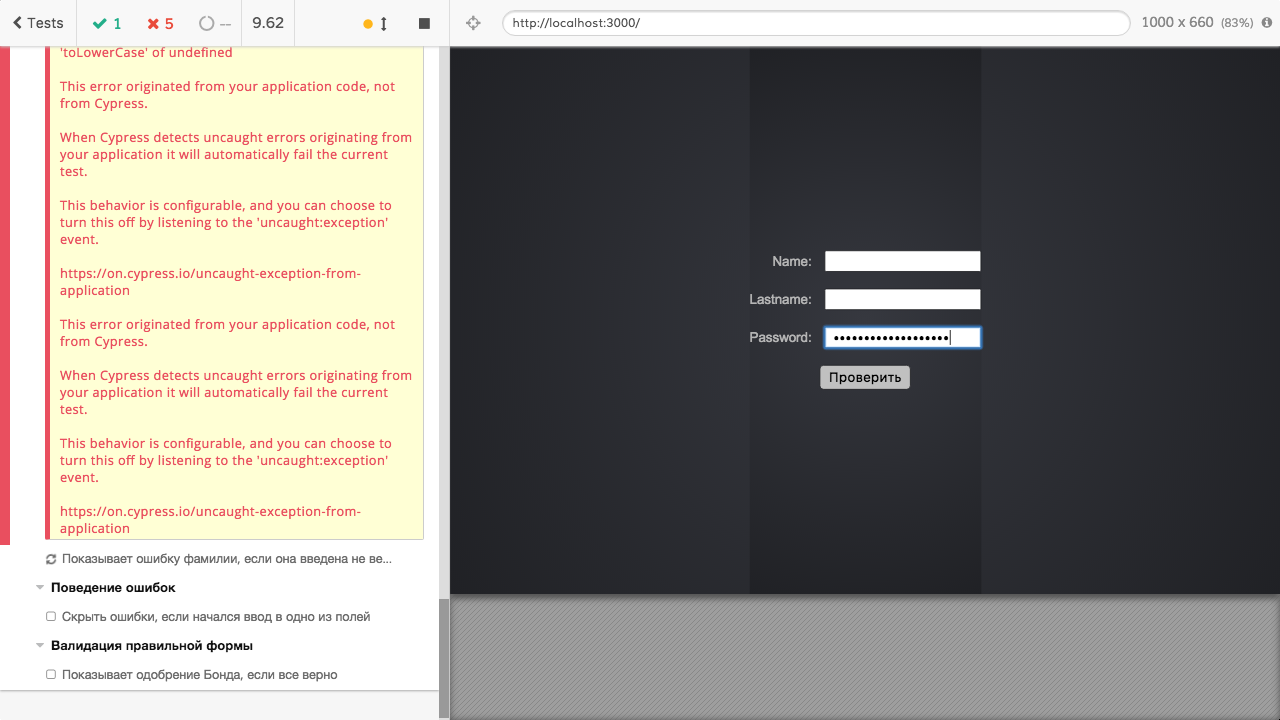 Tests
1
5
--
9.62
http://localhost:3000/
1000 x 660 (83%)
'toLowerCase' of undefined
This error originated from your application code, not
from Cypress.
When Cypress detects uncaught errors originating from
your application it will automatically fail the current
test.
This behavior is configurable, and you can choose to
turn this off by listening to the 'uncaught:exception'
event.
https://on.cypress.io/uncaught-exception-from-
application
This error originated from your application code, not
from Cypress.
When Cypress detects uncaught errors originating from
your application it will automatically fail the current
test.
This behavior is configurable, and you can choose to
turn this off by listening to the 'uncaught:exception'
event.
https://on.cypress.io/uncaught-exception-from-
application
Показывает ошибку фамилии, если она введена не ве...
Поведение ошибок
Скрыть ошибки, если начался ввод в одно из полей
Валидация правильной формы
Показывает одобрение Бонда, если все верно
Name:
Lastname:
Password:
Проверить